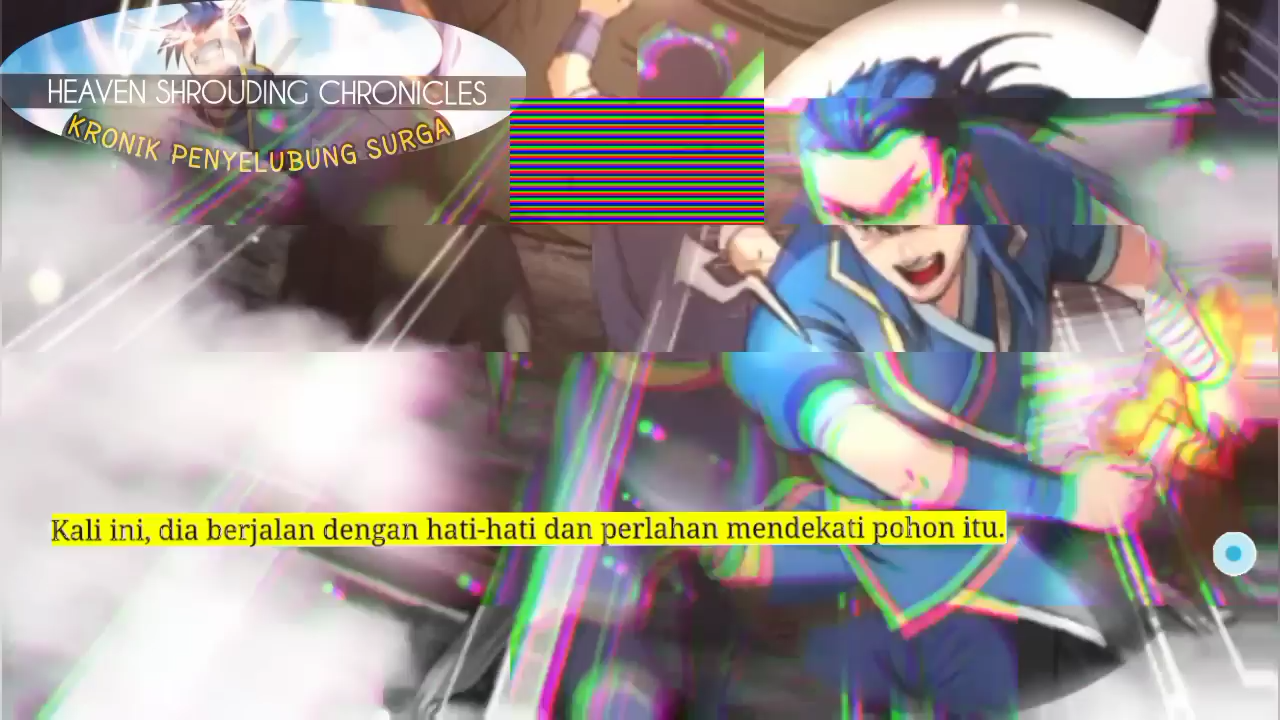 HEAVEN SHROUDING CHRONICLES
KRONIK PENYELUBUNG SURGA
Kali ini, dia berjalan dengan hati-hati dan perlahan mendekati pohon itu.